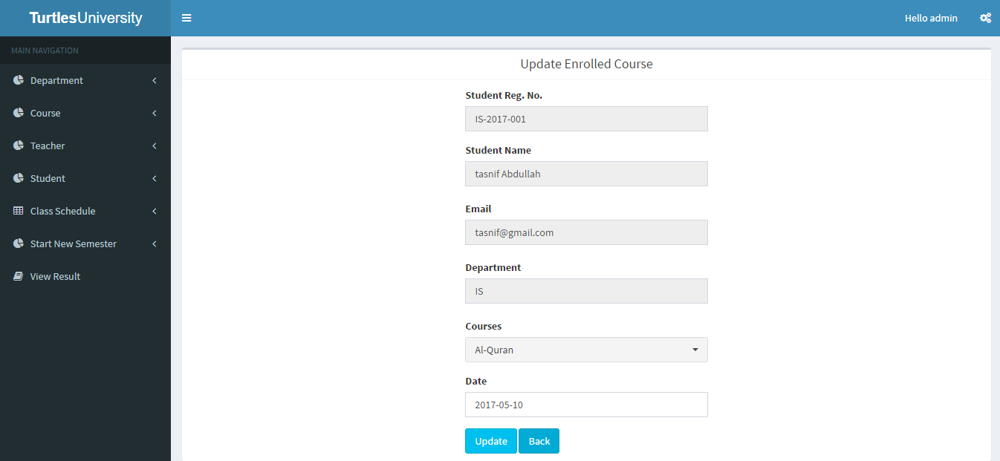 TurtlesUniversity
Hello admin
MAIN NAVIGATION
Department
Course
Teacher
Student
Class Schedule
Start New Semester
View Result
Update Enrolled Course
Student Reg. No.
IS-2017-001
Student Name
tasnif Abdullah
Email
tasnif@gmail.com
Department
IS
Courses
Al-Quran
Date
2017-05-10
Update Back